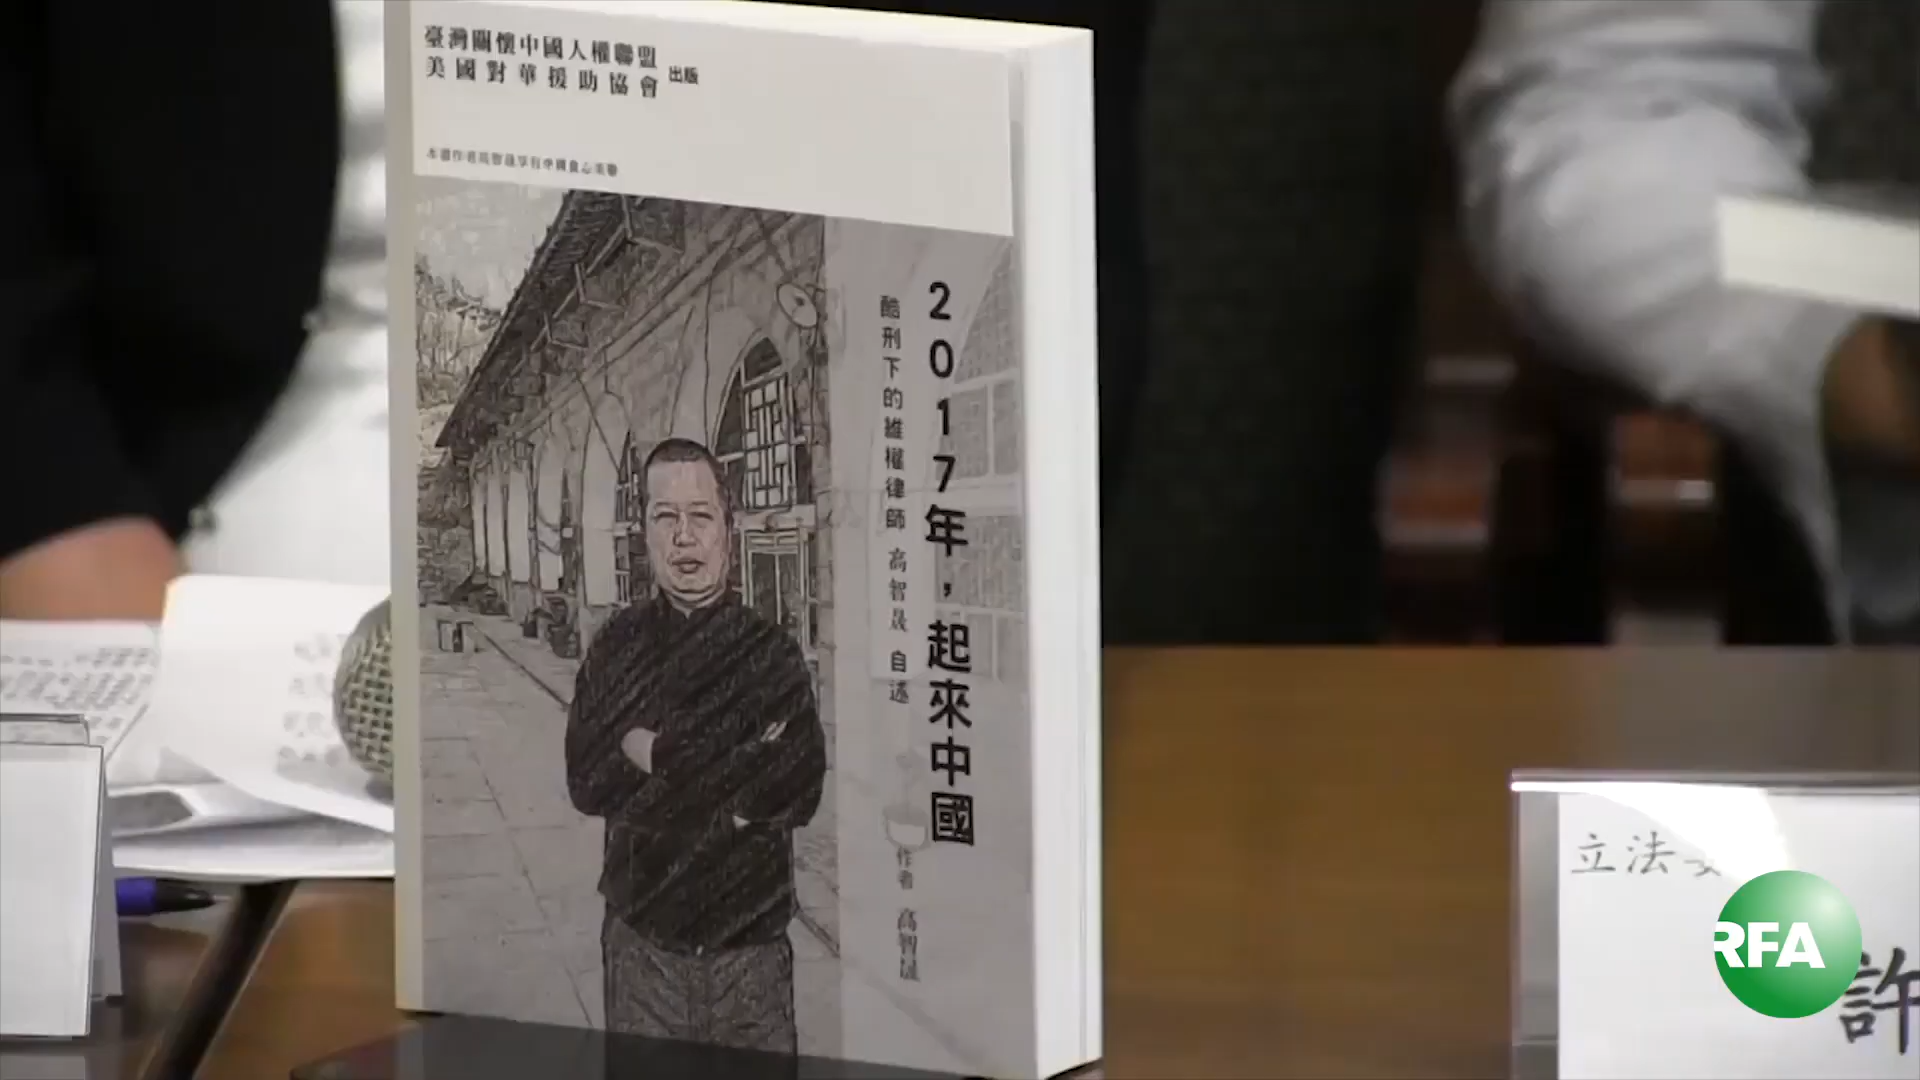 臺灣關懷中國人權聯盟
美國對華援助協會
出版
2017年，起來中國
酷刑下的維權律師 高智晟 自述
作者 高智晟
立法
許
RFA